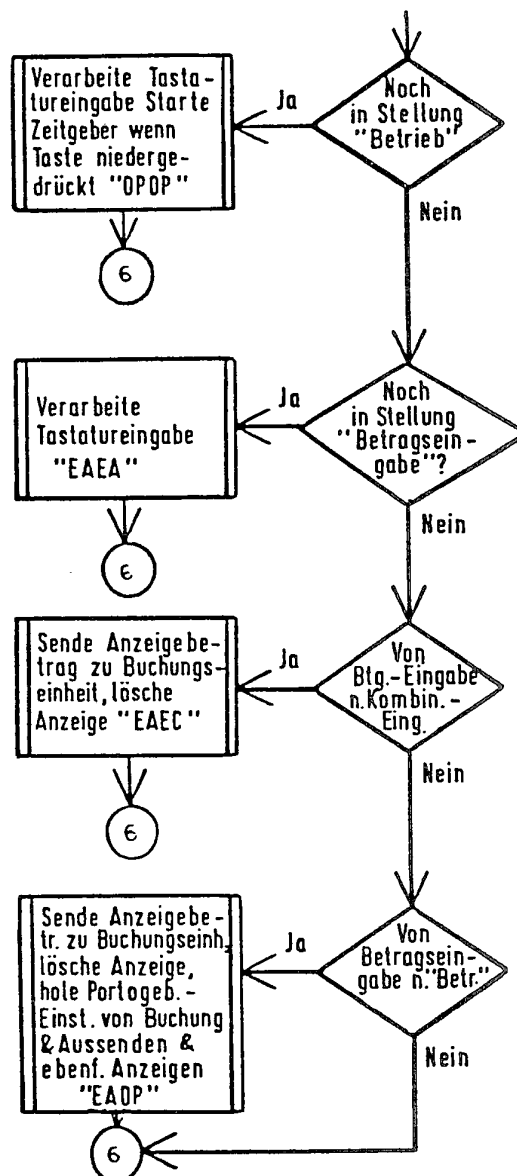 Verarbeite Tasta-
tureingabe Starte
Zeitgeber wenn
Taste niederge-
drückt "OPOP"
Ja
Noch
in Stellung
"Betrieb"
Nein
6
Verarbeite
Tastatureingabe
"EAEA"
Ja
Noch
in Stellung
"Betragsein-
gabe"?
Nein
6
Sende Anzeigebe-
trag zu Buchungs-
einheit, lösche
Anzeige "EAEC"
Ja
Von
Btg.-Eingabe
n.Kombin.-
Eing.
Nein
6
Sende Anzeigebe-
tr. zu Buchungseinh.
lösche Anzeige,
hole Portogeb.-
Einst. von Buchung
& Aussenden &
ebenf. Anzeigen
"EAOP"
Ja
Von
Betragsein-
gabe n."Betr."
Nein
6